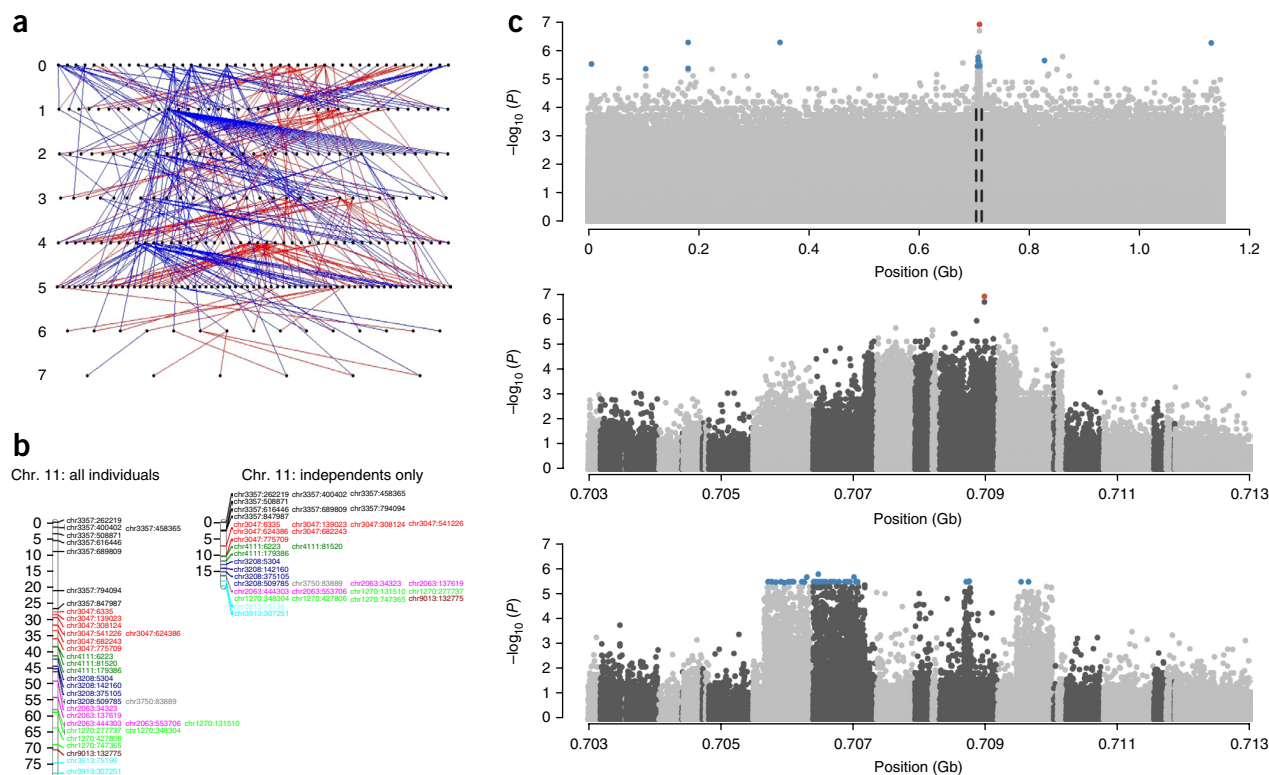 a
0
1
2
3
4
5
6
7
b
Chr. 11: all individuals
0
5
10
15
20
25
30
35
40
45
50
55
60
65
70
75
chr3357:262219
chr3357:400402 chr3357:458365
chr3357:508871
chr3357:616446
chr3357:689809
chr3357:794094
chr3357:847987
chr3047:6335
chr3047:139023
chr3047:308124
chr3047:541226 chr3047:624386
chr3047:682243
chr3047:775709
chr4111:6223
chr4111:81520
chr4111:179386
chr3208:5304
chr3208:142160
chr3208:375105
chr3208:509785 chr3750:83889
chr2063:34323
chr2063:137619
chr2063:444303 chr2063:553706 chr1270:131510
chr1270:277737 chr1270:348304
chr1270:427806
chr1270:747365
chr9013:132775
chr3913:75196
chr3913:307251
Chr. 11: independents only
0
5
10
15
chr3357:262219 chr3357:400402 chr3357:458365
chr3357:508871
chr3357:616446 chr3357:689809 chr3357:794094
chr3357:847987
chr3047:6335 chr3047:139023 chr3047:308124 chr3047:541226
chr3047:624386 chr3047:682243
chr3047:775709
chr4111:6223 chr4111:81520
chr4111:179386
chr3208:5304
chr3208:142160
chr3208:375105
chr3208:509785 chr3750:83889 chr2063:34323 chr2063:137619
chr2063:444303 chr2063:553706 chr1270:131510 chr1270:277737
chr1270:348304 chr1270:427806 chr1270:747365 chr9013:132775
chr3913:75196
chr3913:307251
c
7
6
5
4
3
2
1
0
–log10 (P)
0 0.2 0.4 0.6 0.8 1.0 1.2
Position (Gb)
7
6
5
4
3
2
1
0
–log10 (P)
0.703 0.705 0.707 0.709 0.711 0.713
Position (Gb)
7
6
5
4
3
2
1
0
–log10 (P)
0.703 0.705 0.707 0.709 0.711 0.713
Position (Gb)